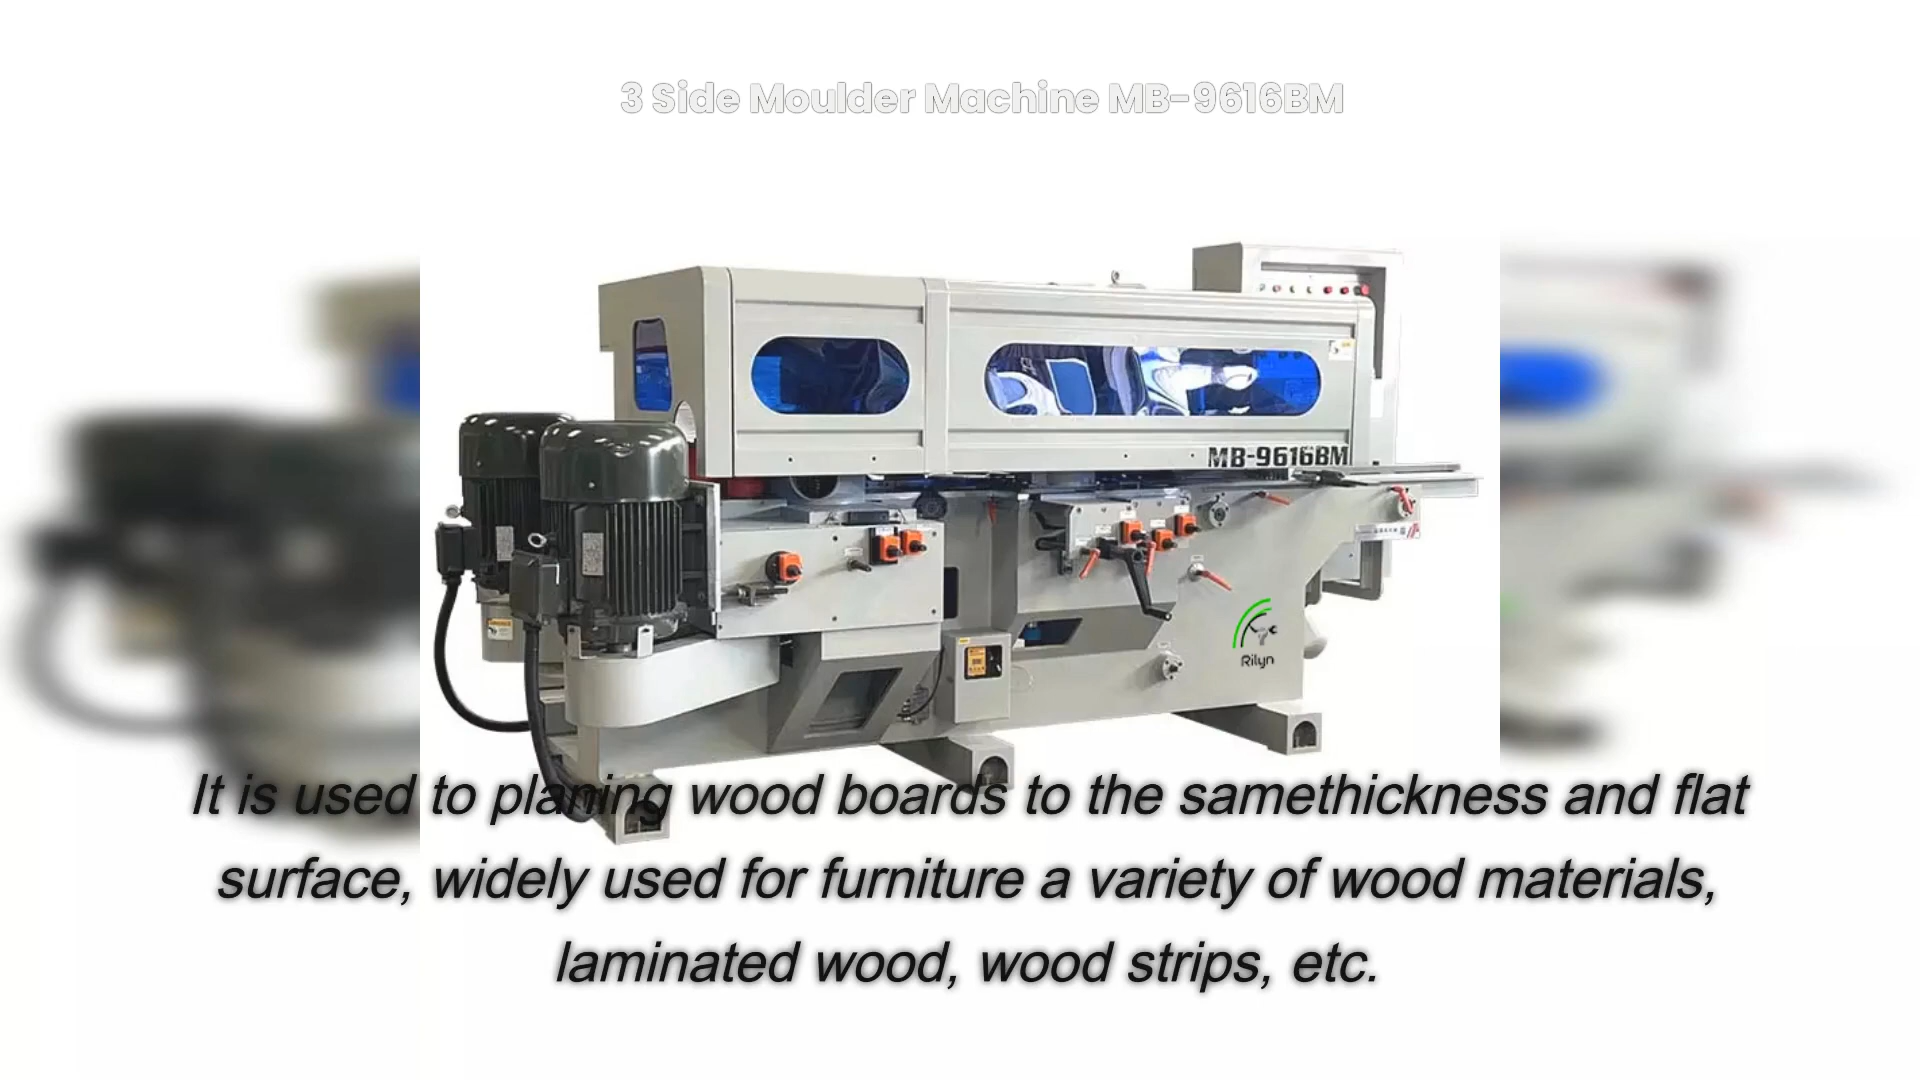 3 Side Moulder Machine MB-9616BM
MB-9616BM
Rilyn
It is used to planing wood boards to the samethickness and flat
surface, widely used for furniture a variety of wood materials,
laminated wood, wood strips, etc.